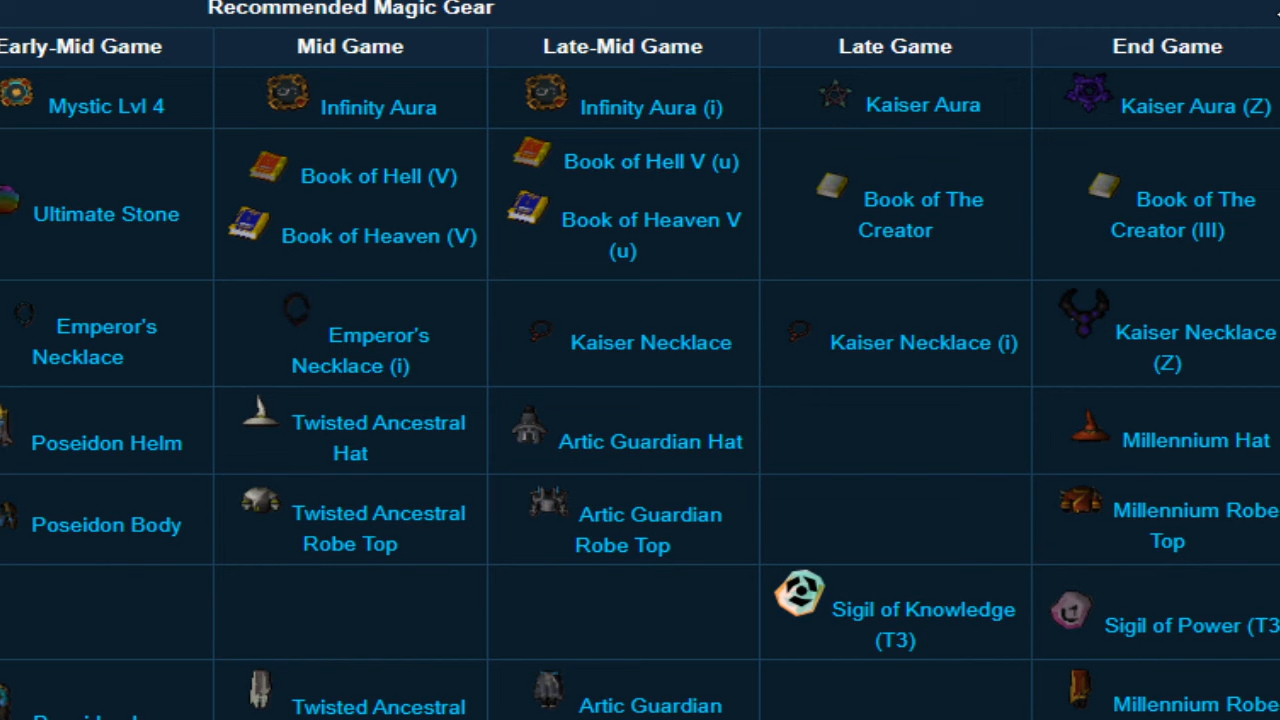 Recommended Magic Gear
Early-Mid Game
Mid Game
Late-Mid Game
Late Game
End Game
Mystic Lvl 4
Infinity Aura
Infinity Aura (i)
Kaiser Aura
Kaiser Aura (Z)
Ultimate Stone
Book of Hell (V)
Book of Heaven (V)
Book of Hell V (u)
Book of Heaven V
(u)
Book of The
Creator
Book of The
Creator (III)
Emperor's
Necklace
Emperor's
Necklace (i)
Kaiser Necklace
Kaiser Necklace (i)
Kaiser Necklace
(Z)
Poseidon Helm
Twisted Ancestral
Hat
Artic Guardian Hat
Millennium Hat
Poseidon Body
Twisted Ancestral
Robe Top
Artic Guardian
Robe Top
Millennium Robe
Top
Sigil of Knowledge
(T3)
Sigil of Power (T3
Twisted Ancestral
Artic Guardian
Millennium Robe